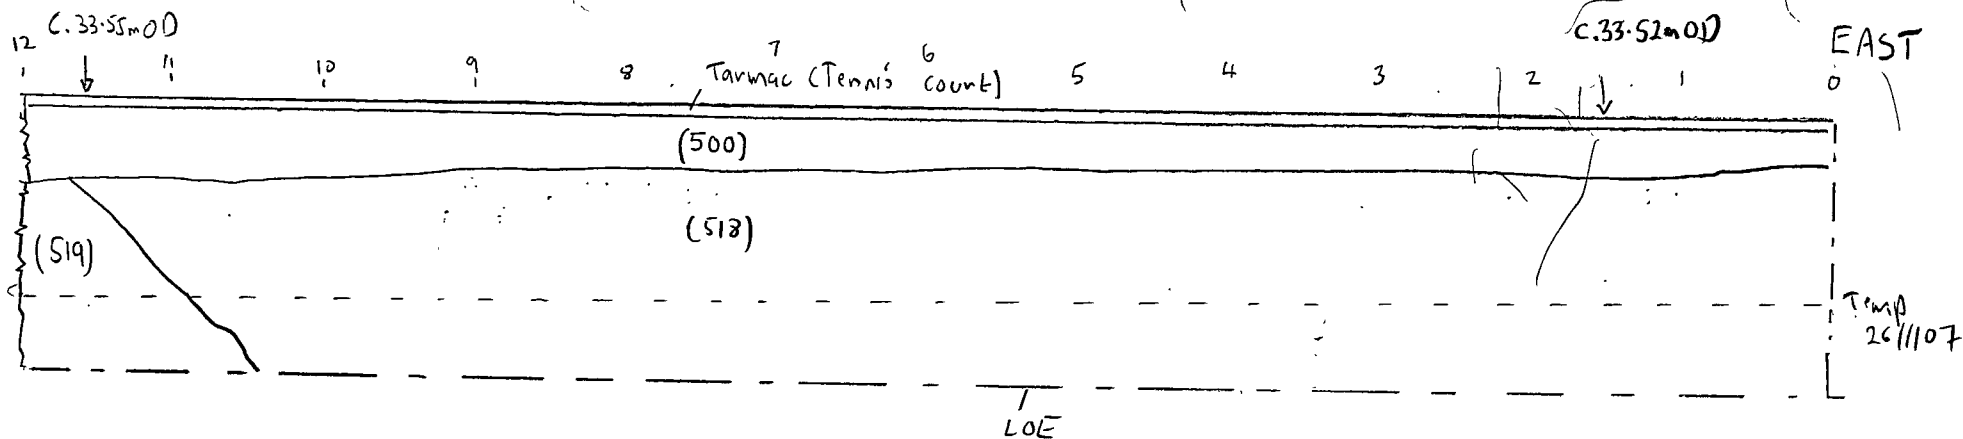 C.33.55mOD
C.33.52mOD
EAST
12 11 10 9 8 7 6 5 4 3 2 1 0
Tarmac (Tennis Court)
(500)
(518)
(519)
Temp
26/11/07
LOE